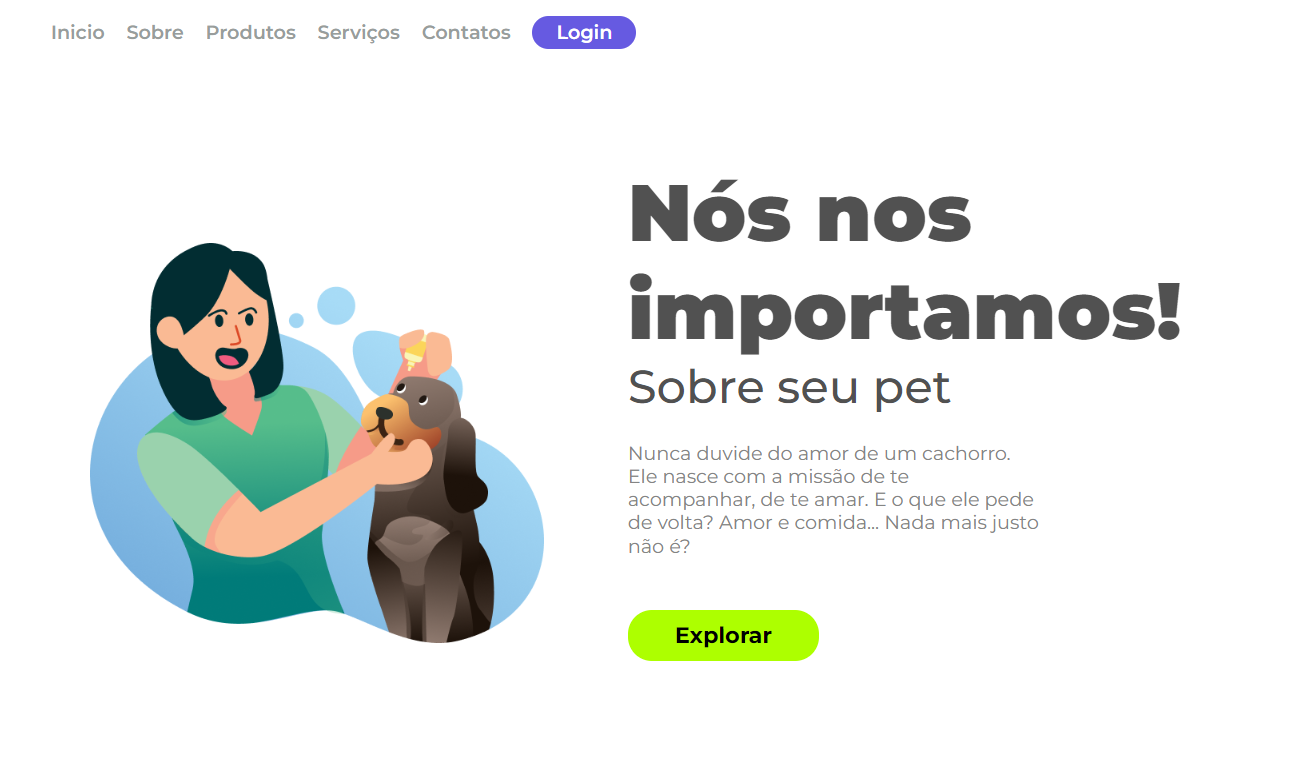 Inicio Sobre Produtos Serviços Contatos Login
Nós nos
importamos!
Sobre seu pet
Nunca duvide do amor de um cachorro.
Ele nasce com a missão de te
acompanhar, de te amar. E o que ele pede
de volta? Amor e comida... Nada mais justo
não é?
Explorar